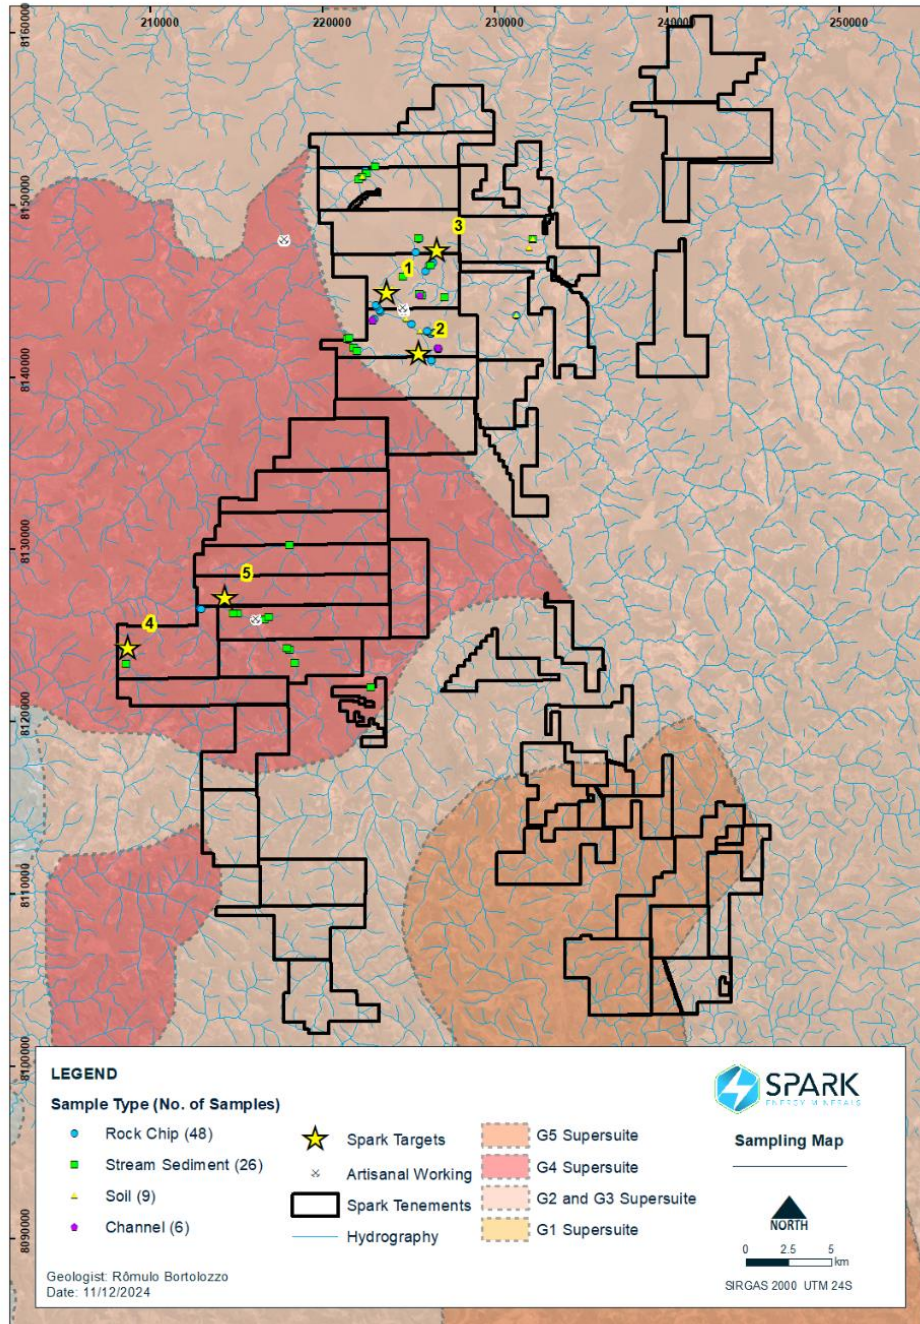 210000 220000 230000 240000 250000
8160000
8150000
8140000
8130000
8120000
8110000
8100000
8090000
3
1
2
5
4
LEGEND
Sample Type (No. of Samples)
Rock Chip (48)
Stream Sediment (26)
Soil (9)
Channel (6)
Spark Targets
Artisanal Working
Spark Tenements
Hydrography
G5 Supersuite
G4 Supersuite
G2 and G3 Supersuite
G1 Supersuite
SPARK
ENERGY MINERALS
Sampling Map
NORTH
0 2.5 5
km
SIRGAS 2000 UTM 24S
Geologist: Rômulo Bortolozzo
Date: 11/12/2024